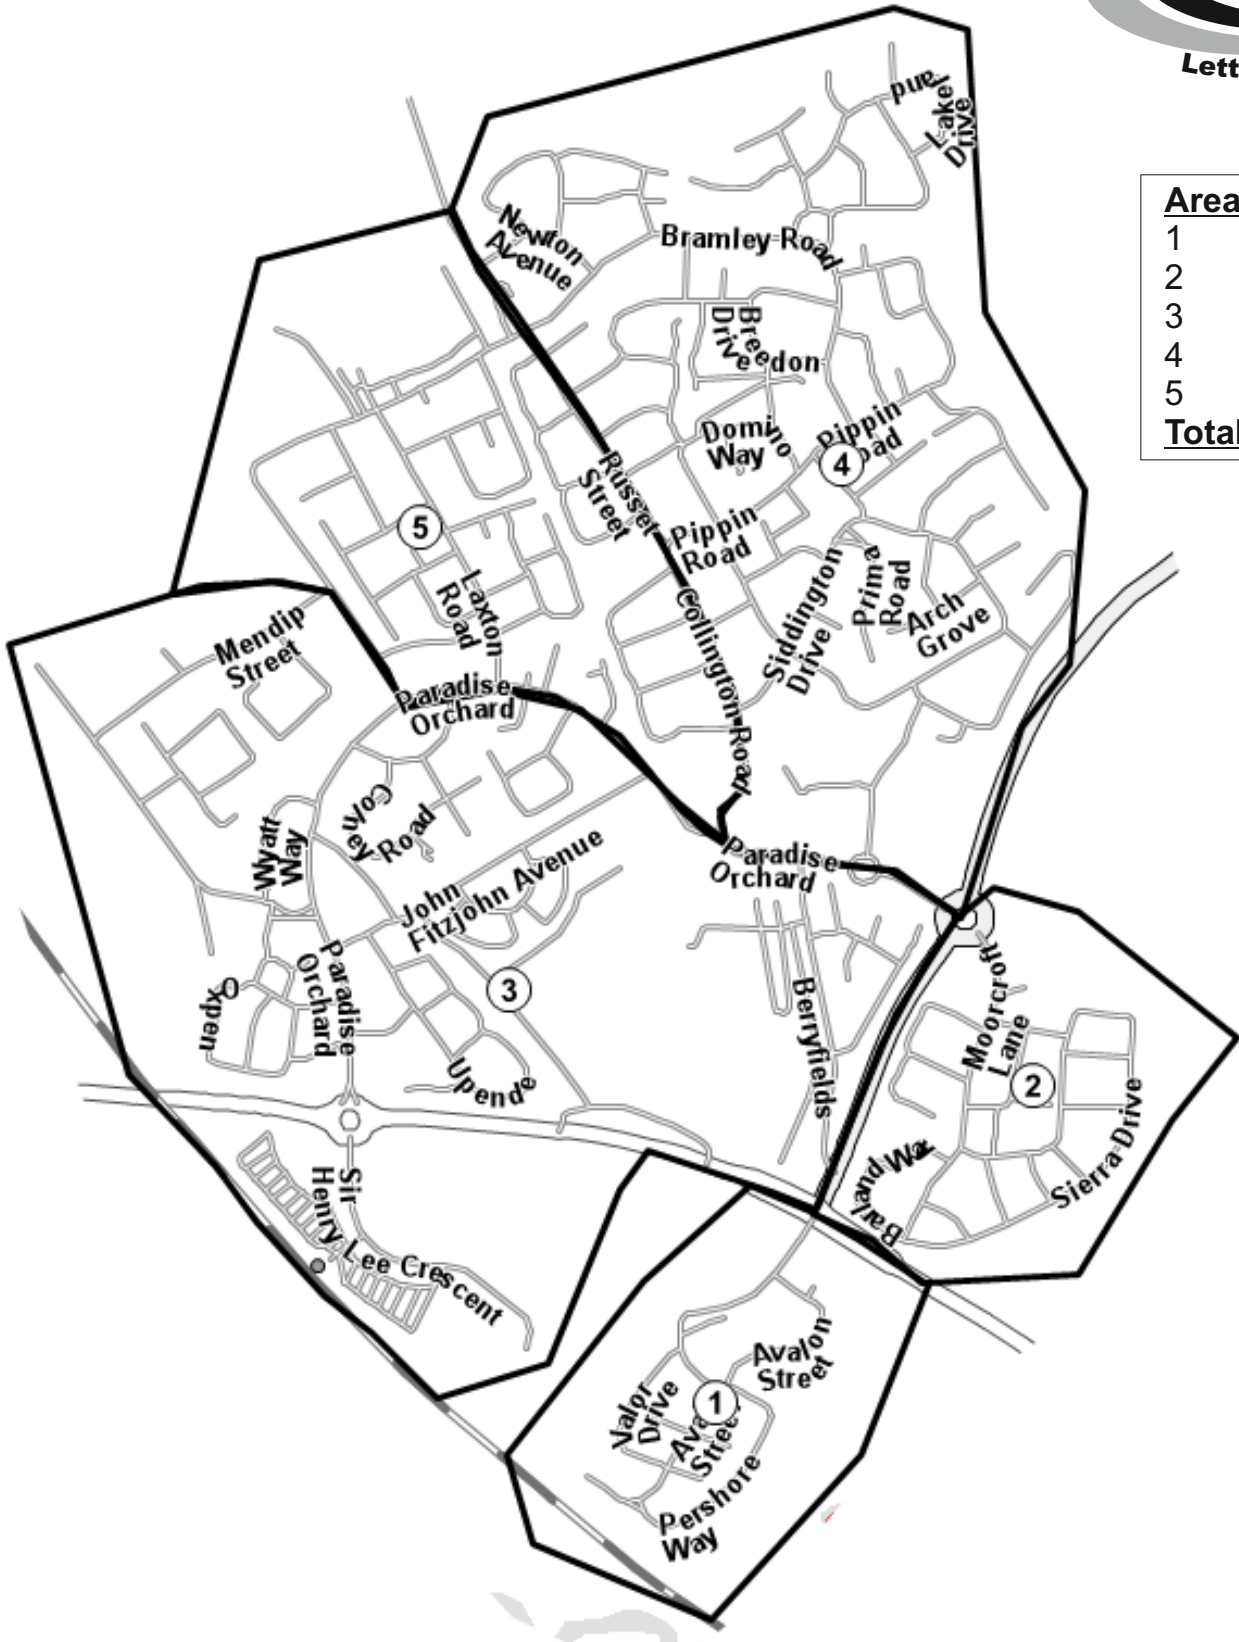 Lett
Area
1
2
3
4
5
Total
Lakeland
Drive
Newton
Avenue
Bramley Road
Breedon
Drive
Domino
Way
Pippin
Road
4
Russet
Street
5
Pippin
Road
Laxton
Road
Collington Road
Siddington
Drive
Prima
Road
Arch
Grove
Mendip
Street
Paradise
Orchard
Colney
Road
Wyatt
Way
Paradise
Orchard
John
Fitzjohn Avenue
Paradise
Orchard
3
Berryfields
Moorcroft
Lane
2
Sierra Drive
Sir
Henry Lee Crescent
Avalon
Street
Valor
Drive
1
Pershore
Way